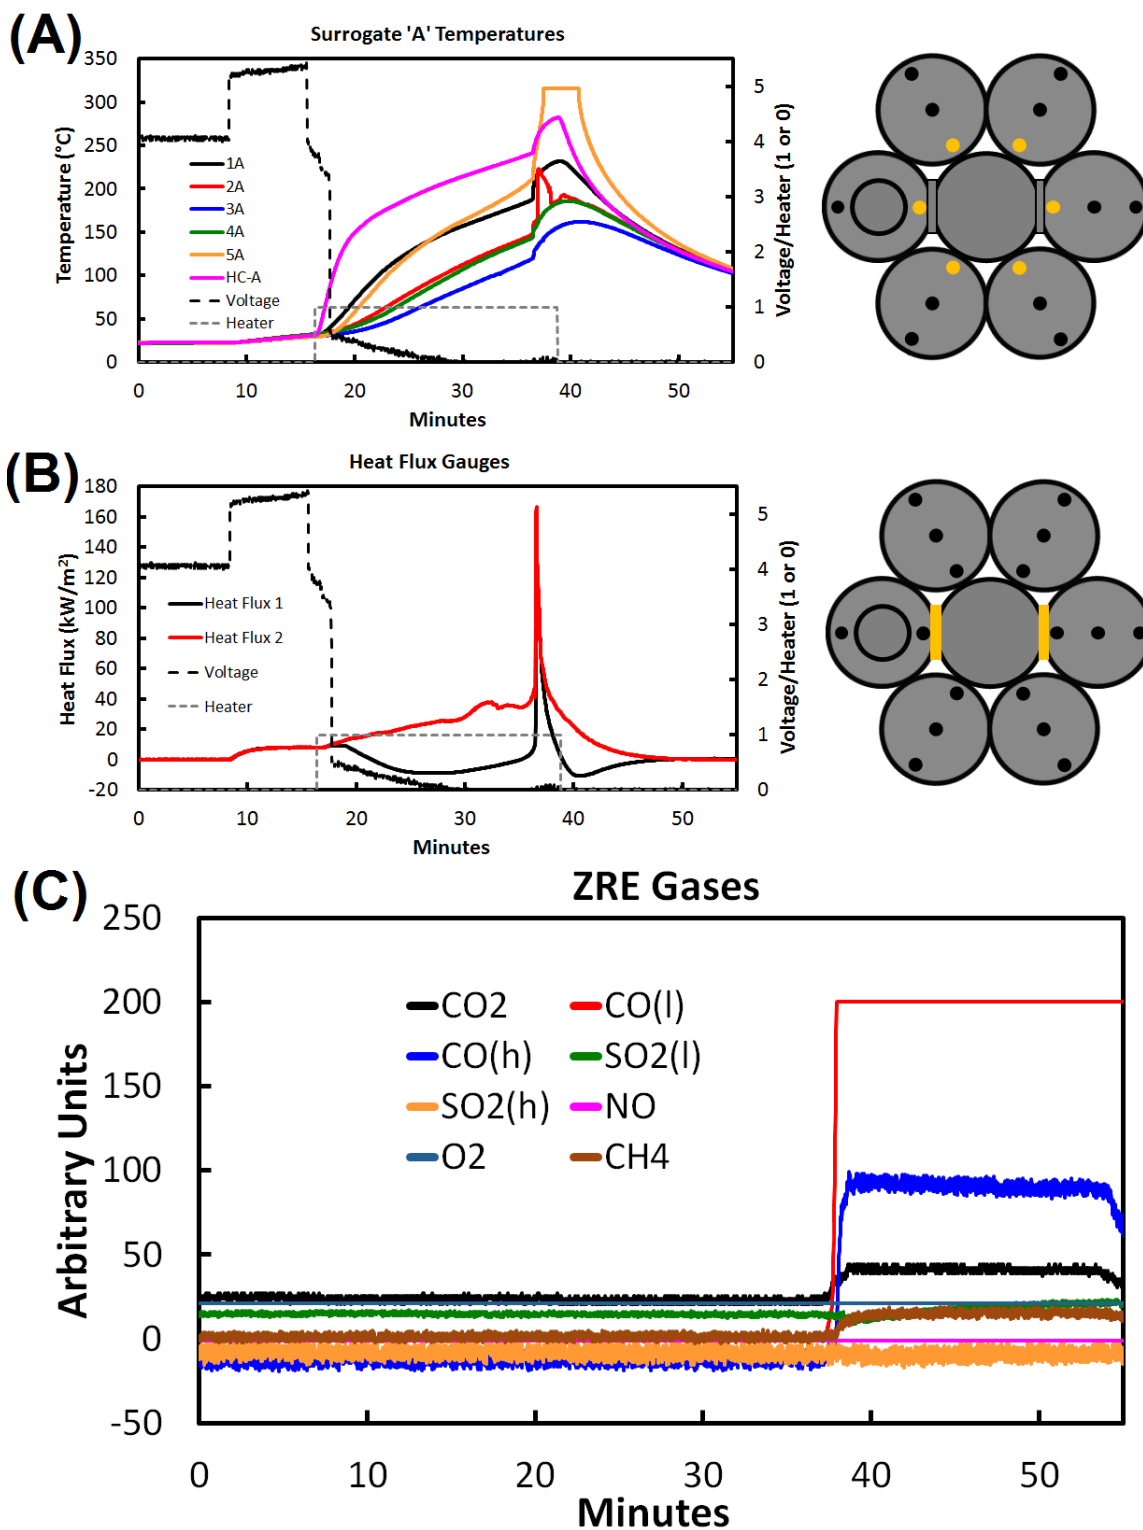 (A)
Surrogate 'A' Temperatures
350
300
250
200
150
100
50
0
Temperature (°C)
1A
2A
3A
4A
5A
HC-A
Voltage
Heater
5
4
3
2
1
0
Voltage/Heater (1 or 0)
0 10 20 30 40 50
Minutes
(B)
Heat Flux Gauges
180
160
140
120
100
80
60
40
20
0
-20
Heat Flux (kW/m²)
Heat Flux 1
Heat Flux 2
Voltage
Heater
5
4
3
2
1
0
Voltage/Heater (1 or 0)
0 10 20 30 40 50
Minutes
(C)
ZRE Gases
250
200
150
100
50
0
-50
Arbitrary Units
CO2 CO(l)
CO(h) SO2(l)
SO2(h) NO
O2 CH4
0 10 20 30 40 50
Minutes